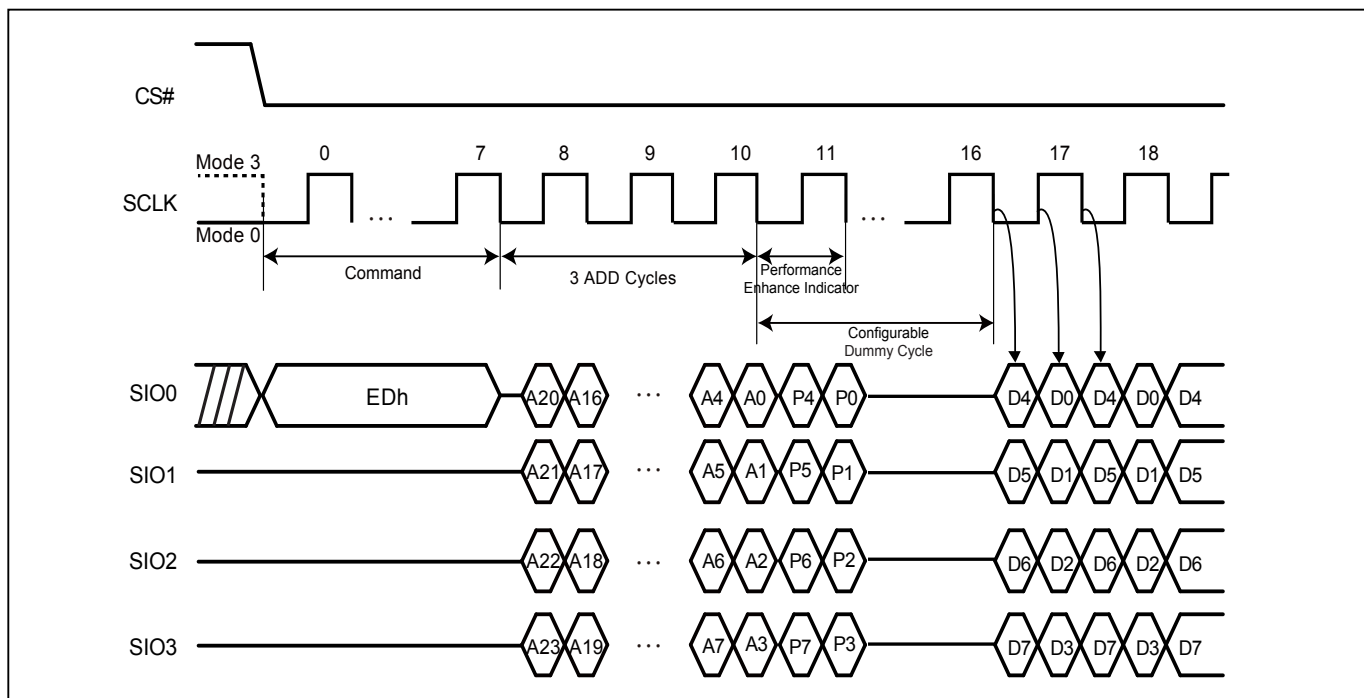 CS#
0 7 8 9 10 11 16 17 18
Mode 3
SCLK
... ...
Mode 0
Command
3 ADD Cycles
Performance
Enhance Indicator
Configurable
Dummy Cycle
SIO0 EDh A20 A16 ... A4 A0 P4 P0 D4 D0 D4 D0 D4
SIO1 A21 A17 ... A5 A1 P5 P1 D5 D1 D5 D1 D5
SIO2 A22 A18 ... A6 A2 P6 P2 D6 D2 D6 D2 D6
SIO3 A23 A19 ... A7 A3 P7 P3 D7 D3 D7 D3 D7